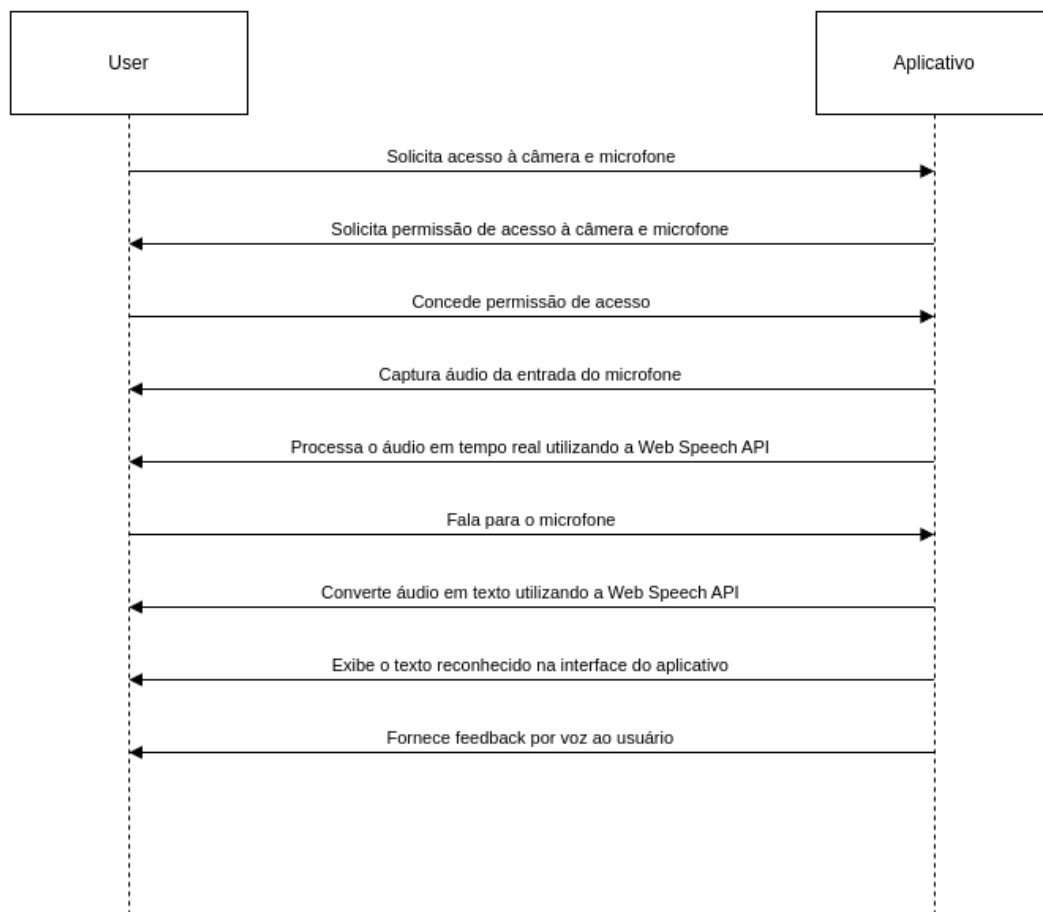 User
Aplicativo
Solicita acesso à câmera e microfone
Solicita permissão de acesso à câmera e microfone
Concede permissão de acesso
Captura áudio da entrada do microfone
Processa o áudio em tempo real utilizando a Web Speech API
Fala para o microfone
Converte áudio em texto utilizando a Web Speech API
Exibe o texto reconhecido na interface do aplicativo
Fornece feedback por voz ao usuário